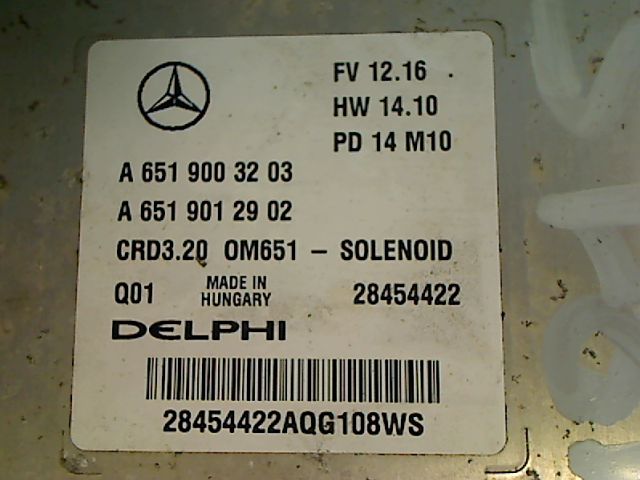 FV 12.16
HW 14.10
PD 14 M10
A 651 900 32 03
A 651 901 29 02
CRD3.20 OM651 – SOLENOID
Q01 MADE IN HUNGARY 28454422
DELPHI
28454422AQG108WS